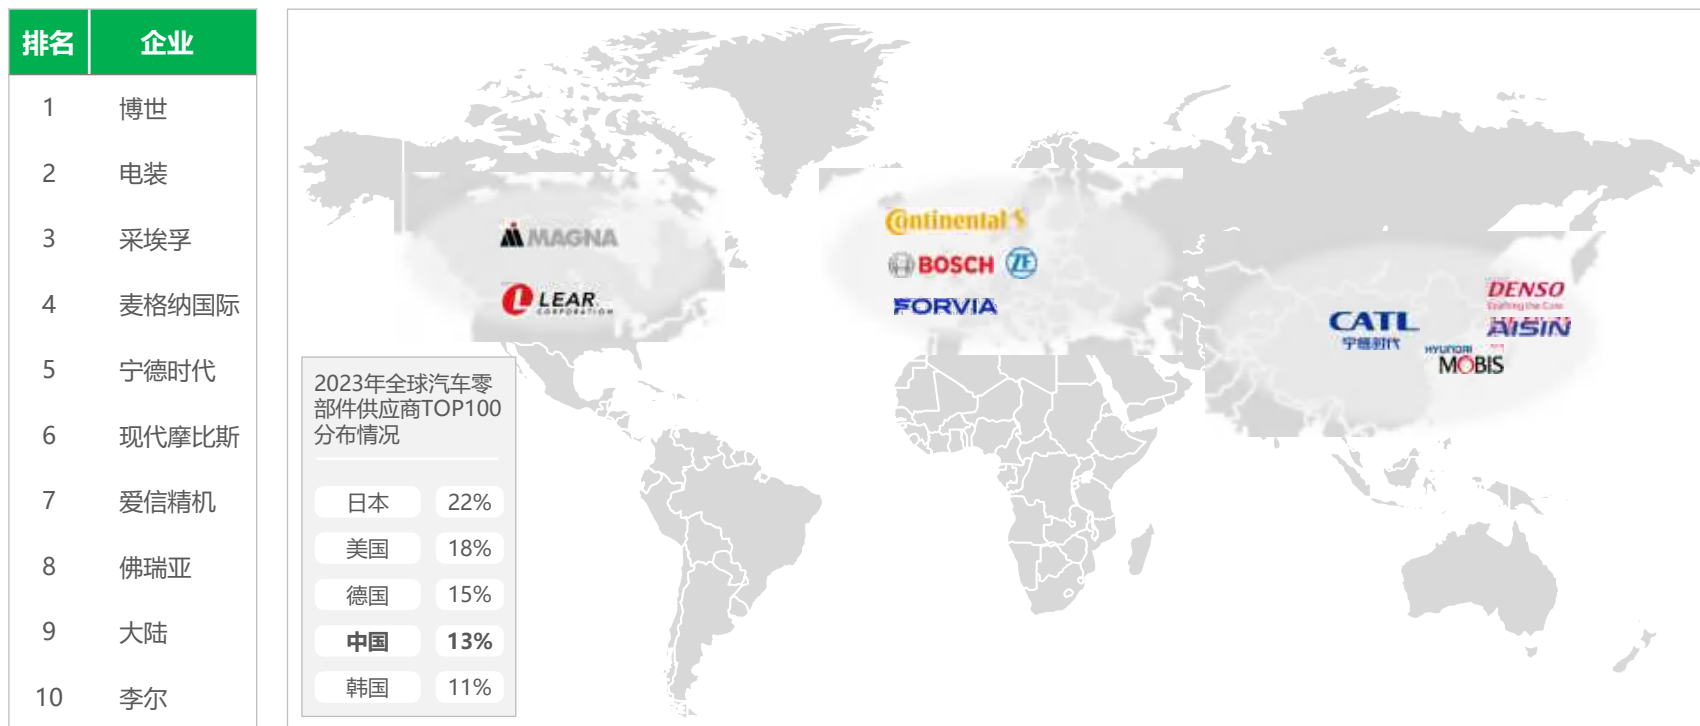 排名 企业
1 博世
2 电装
3 采埃孚
4 麦格纳国际
5 宁德时代
6 现代摩比斯
7 爱信精机
8 佛瑞亚
9 大陆
10 李尔
MAGNA
LEAR
CORPORATION
Continental
BOSCH ZF
FORVIA
DENSO
Crafting the Core
AISIN
CATL
宁德时代
HYUNDAI
MOBIS
2023年全球汽车零
部件供应商TOP100
分布情况
日本 22%
美国 18%
德国 15%
中国 13%
韩国 11%